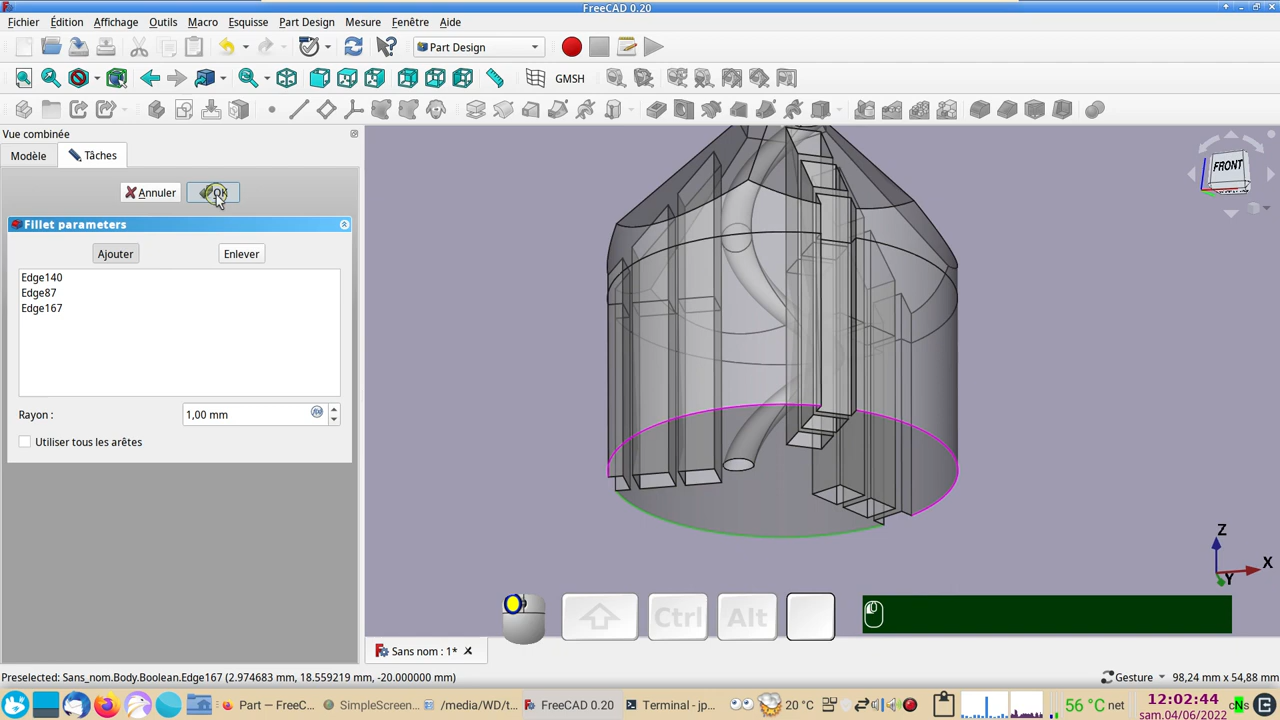 FreeCAD 0.20
Fichier Édition Affichage Outils Macro Esquisse Part Design Mesure Fenêtre Aide
Part Design
GMSH
Vue combinée
Modèle Tâches
Annuler OK
Fillet parameters
Ajouter Enlever
Edge140
Edge87
Edge167
Rayon : 1,00 mm
Utiliser tous les arêtes
FRONT
Z
X
Y
Ctrl Alt
Sans nom : 1*
Preselected: Sans_nom.Body.Boolean.Edge167 (2.974683 mm, 18.559219 mm, -20.000000 mm) Gesture 98,24 mm x 54,88 mm
Part — FreeC... SimpleScreen... /media/WD/t... FreeCAD 0.20 Terminal - jp... 20 °C 56 °C 12:02:44
sam.04/06/2022